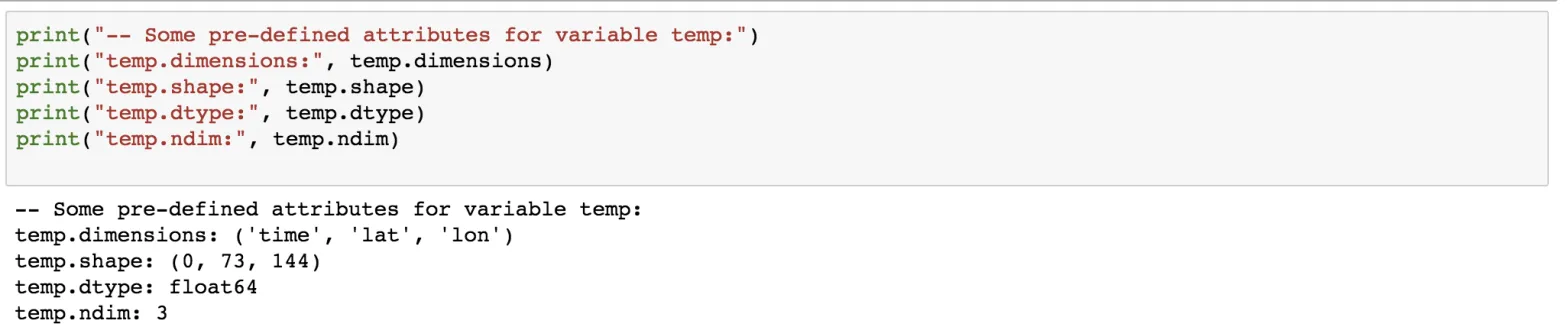 print("-- Some pre-defined attributes for variable temp:")
print("temp.dimensions:", temp.dimensions)
print("temp.shape:", temp.shape)
print("temp.dtype:", temp.dtype)
print("temp.ndim:", temp.ndim)
-- Some pre-defined attributes for variable temp:
temp.dimensions: ('time', 'lat', 'lon')
temp.shape: (0, 73, 144)
temp.dtype: float64
temp.ndim: 3